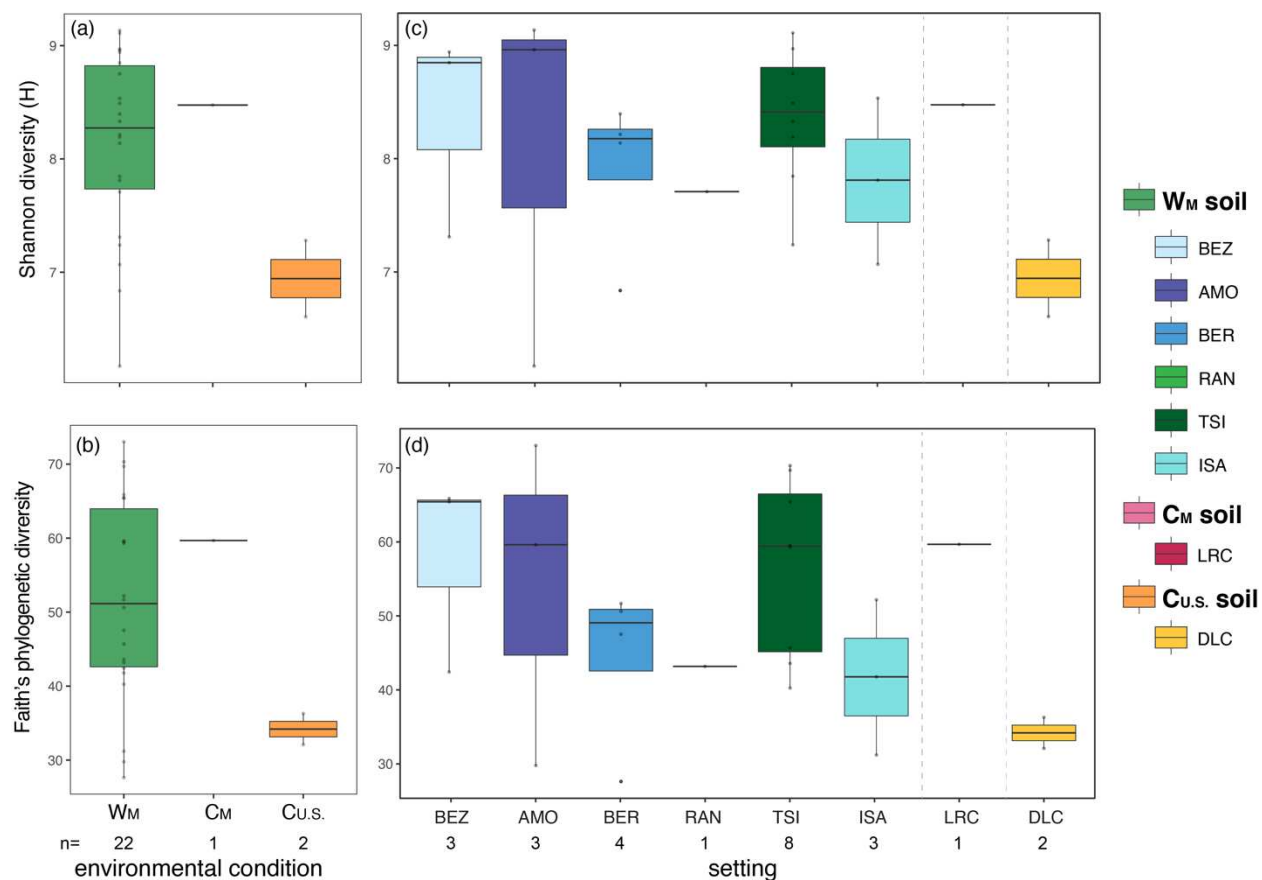 (a)
Shannon diversity (H)
9
8
7
(c)
9
8
7
(b)
Faith's phylogenetic diversity
70
60
50
40
30
WM CM CU.S.
n= 22 1 2
environmental condition
(d)
70
60
50
40
30
BEZ AMO BER RAN TSI ISA LRC DLC
3 3 4 1 8 3 1 2
setting
WM soil
BEZ
AMO
BER
RAN
TSI
ISA
CM soil
LRC
CU.S. soil
DLC